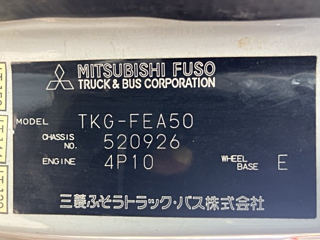 MITSUBISHI FUSO
TRUCK & BUS CORPORATION
MODEL TKG-FEA50
CHASSIS NO. 520926
ENGINE 4P10 WHEEL BASE E
三菱ふそうトラック・バス株式会社